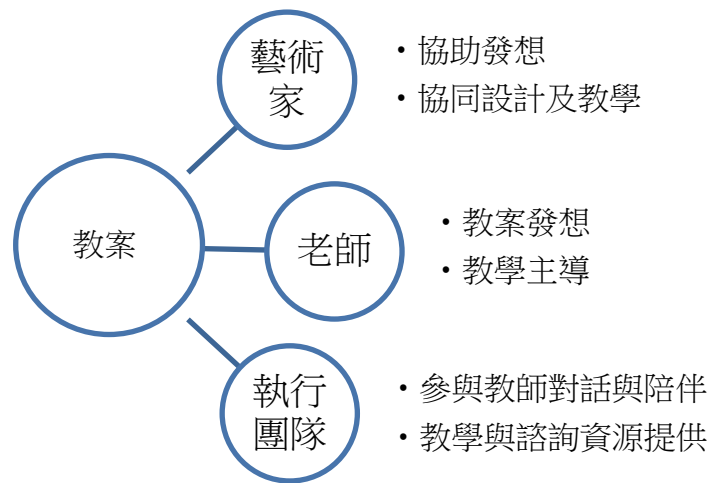 教案
藝術
家
・協助發想
・協同設計及教學
老師
・教案發想
・教學主導
執行
團隊
・參與教師對話與陪伴
・教學與諮詢資源提供